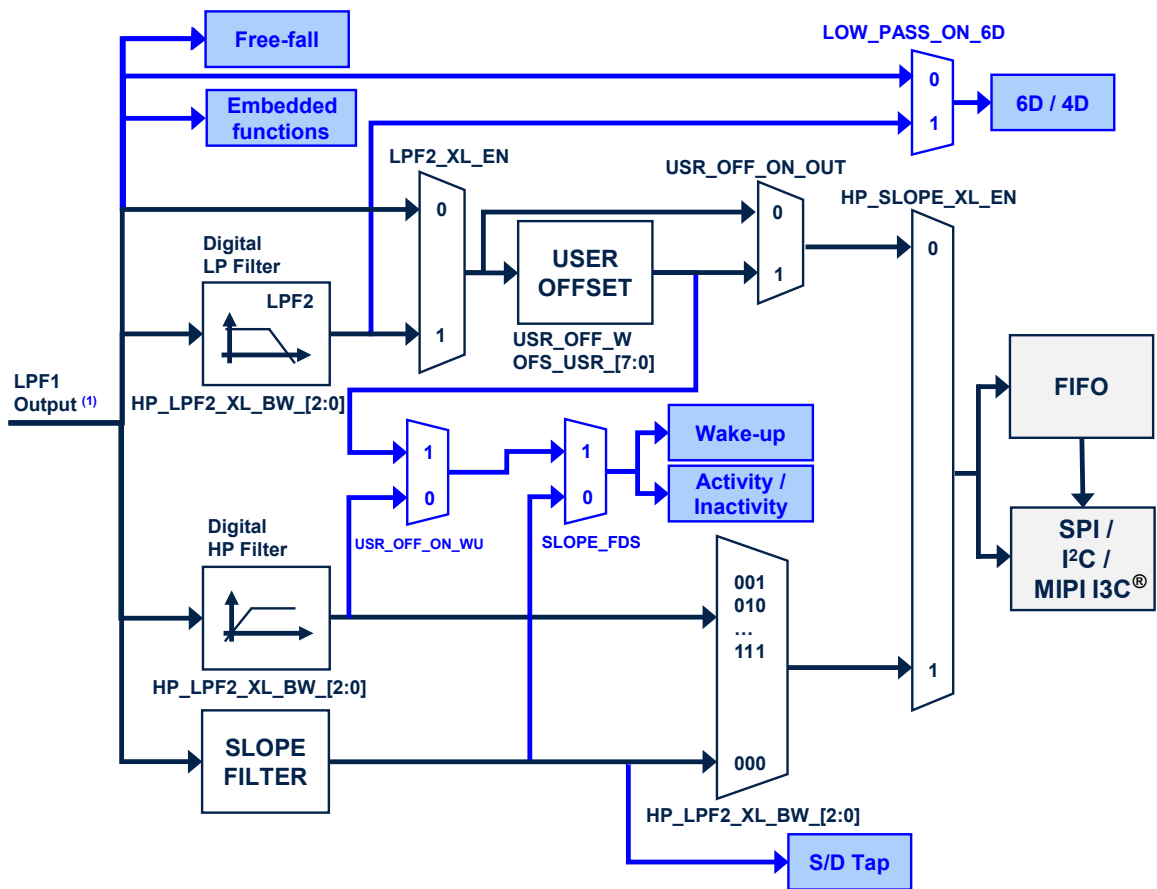 Free-fall
LOW_PASS_ON_6D
0
6D / 4D
Embedded
functions
1
LPF2_XL_EN
USR_OFF_ON_OUT
HP_SLOPE_XL_EN
0
0
0
Digital
LP Filter
LPF2
USER
OFFSET
1
1
USR_OFF_W
OFS_USR_[7:0]
LPF1
Output (1)
HP_LPF2_XL_BW_[2:0]
FIFO
1
0
USR_OFF_ON_WU
1
0
SLOPE_FDS
Wake-up
Activity /
Inactivity
SPI /
I²C /
MIPI I3C®
Digital
HP Filter
001
010
...
111
1
HP_LPF2_XL_BW_[2:0]
SLOPE
FILTER
000
HP_LPF2_XL_BW_[2:0]
S/D Tap